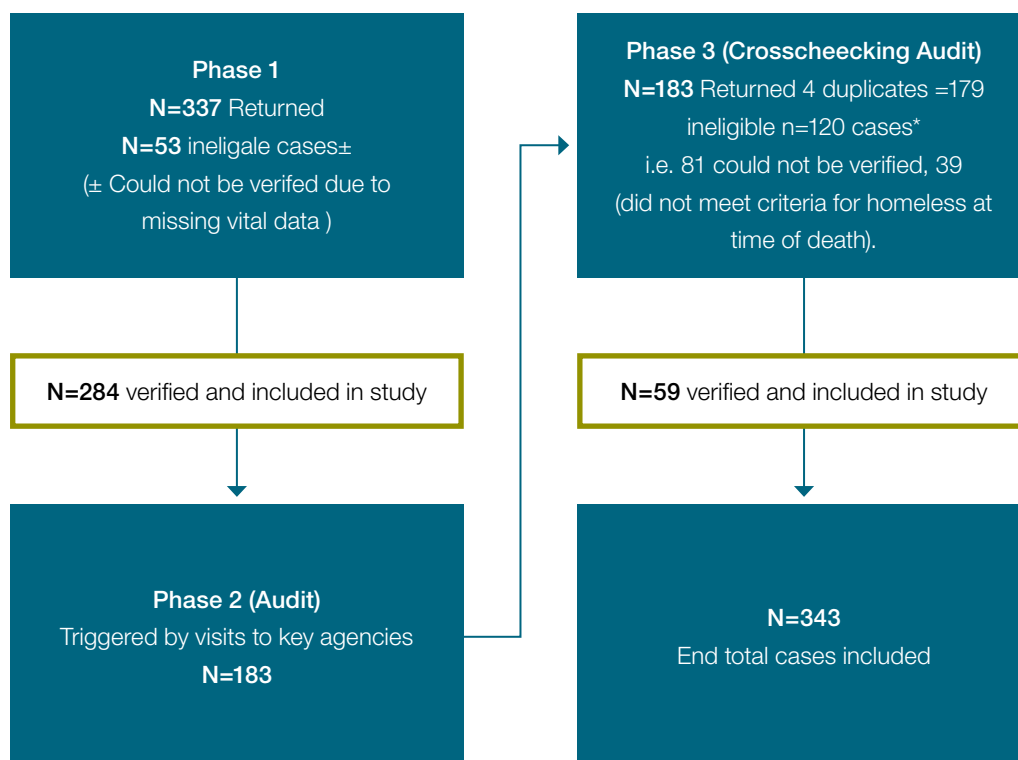 Phase 1
N=337 Returned
N=53 ineligale cases±
(± Could not be verifed due to
missing vital data )
N=284 verified and included in study
Phase 2 (Audit)
Triggered by visits to key agencies
N=183
Phase 3 (Crosscheecking Audit)
N=183 Returned 4 duplicates =179
ineligible n=120 cases*
i.e. 81 could not be verified, 39
(did not meet criteria for homeless at
time of death).
N=59 verified and included in study
N=343
End total cases included